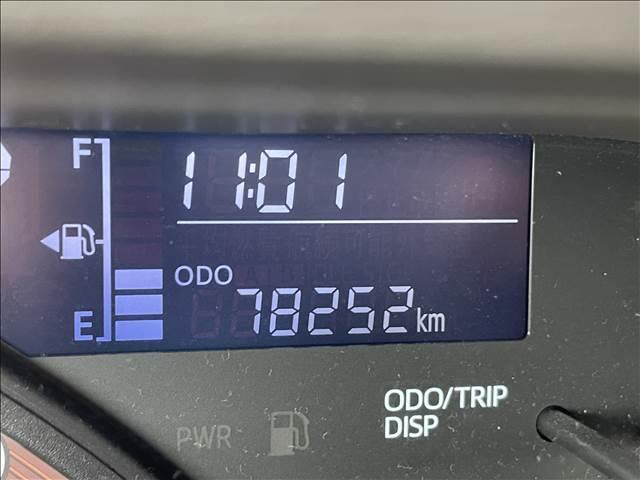 F
11:01
ODO
78252 km
E
ODO/TRIP
DISP
PWR